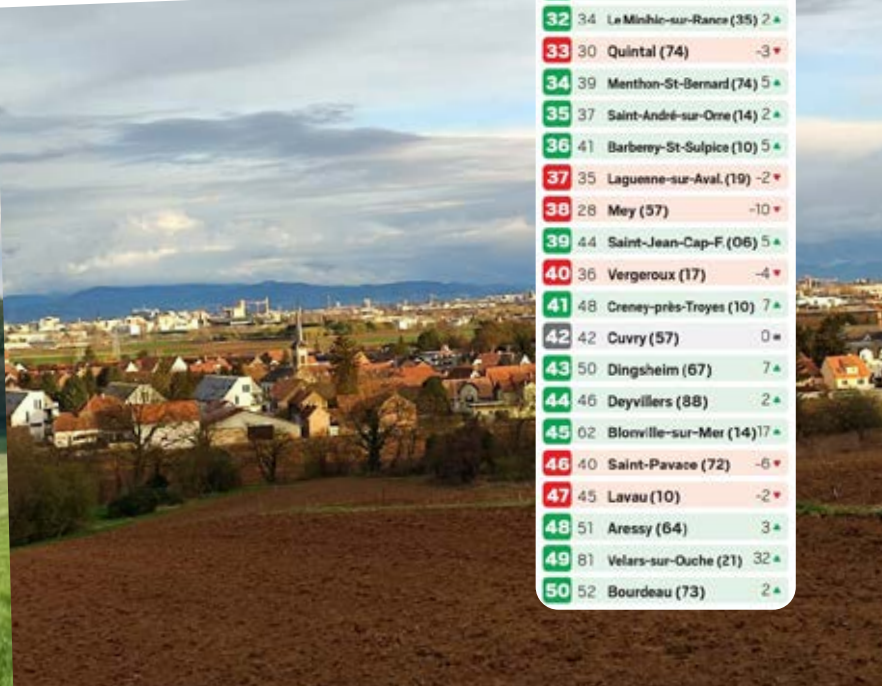 32 34 Le Minihic-sur-Rance (35) 2▲
33 30 Quintal (74) -3▼
34 39 Menthon-St-Bernard (74) 5▲
35 37 Saint-André-sur-Orne (14) 2▲
36 41 Barberey-St-Sulpice (10) 5▲
37 35 Laguenne-sur-Aval. (19) -2▼
38 28 Mey (57) -10▼
39 44 Saint-Jean-Cap-F. (06) 5▲
40 36 Vergeroux (17) -4▼
41 48 Creney-près-Troyes (10) 7▲
42 42 Cuvry (57) 0=
43 50 Dingsheim (67) 7▲
44 46 Deyvillers (88) 2▲
45 62 Blonville-sur-Mer (14) 17▲
46 40 Saint-Pavace (72) -6▼
47 45 Lavau (10) -2▼
48 51 Aressy (64) 3▲
49 81 Velars-sur-Ouche (21) 32▲
50 52 Bourdeau (73) 2▲